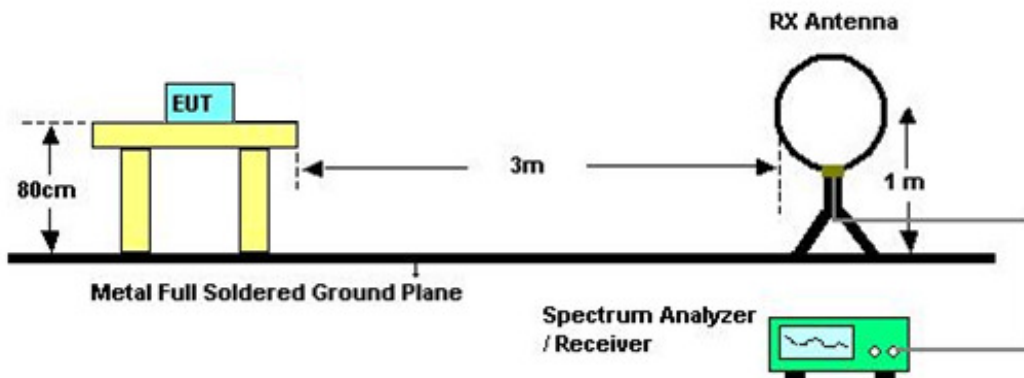 RX Antenna
EUT
80cm
3m
1 m
Metal Full Soldered Ground Plane
Spectrum Analyzer
/ Receiver